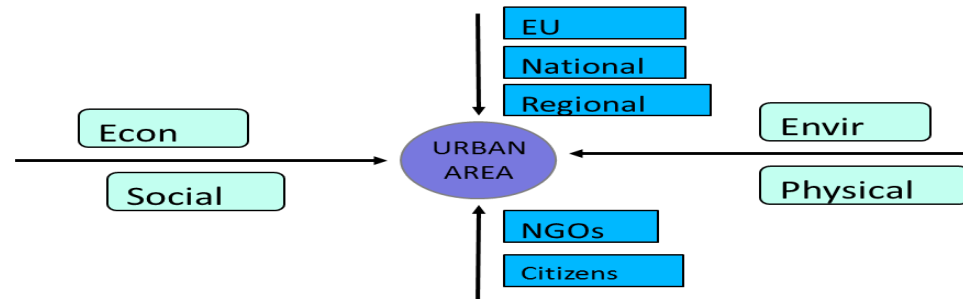 EU
National
Regional
Econ
Envir
URBAN
AREA
Social
Physical
NGOs
Citizens